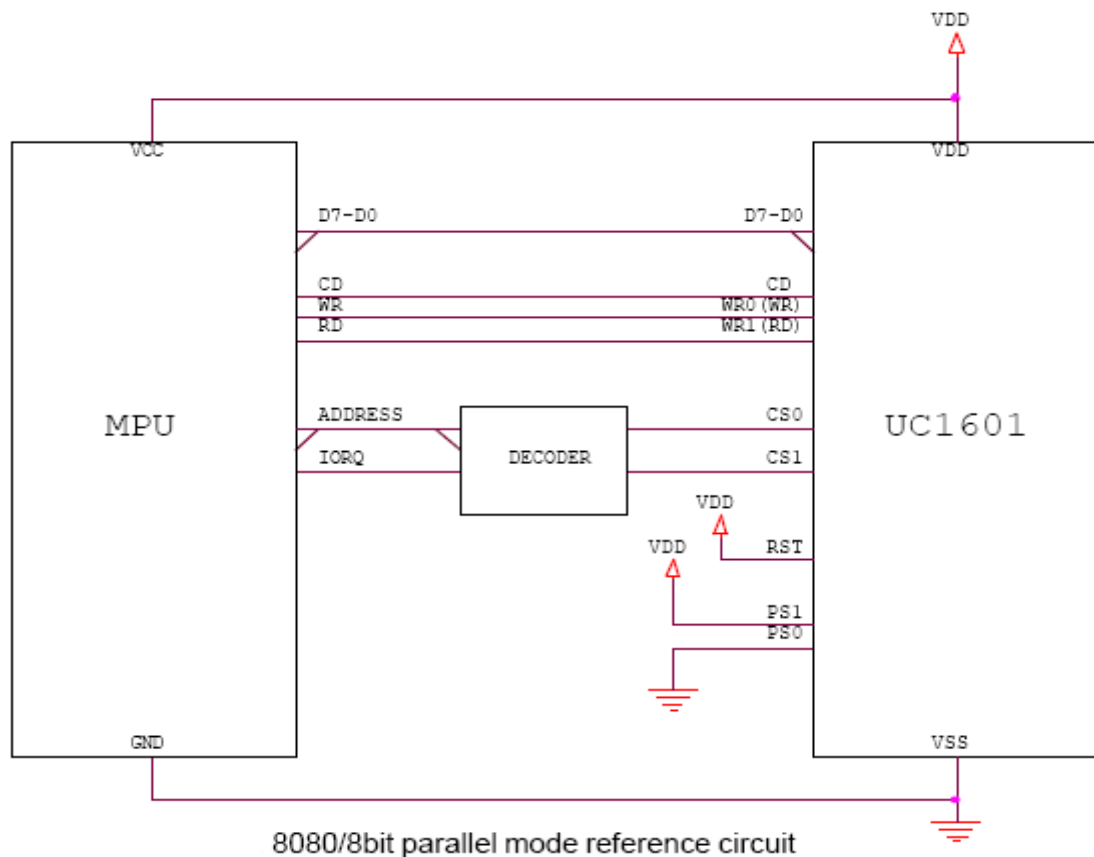 VDD
VCC
VDD
D7-D0
D7-D0
CD
CD
WR
WR0(WR)
RD
WR1(RD)
MPU
ADDRESS
CS0
UC1601
IORQ
DECODER
CS1
VDD
VDD
RST
PS1
PS0
GND
VSS
8080/8bit parallel mode reference circuit